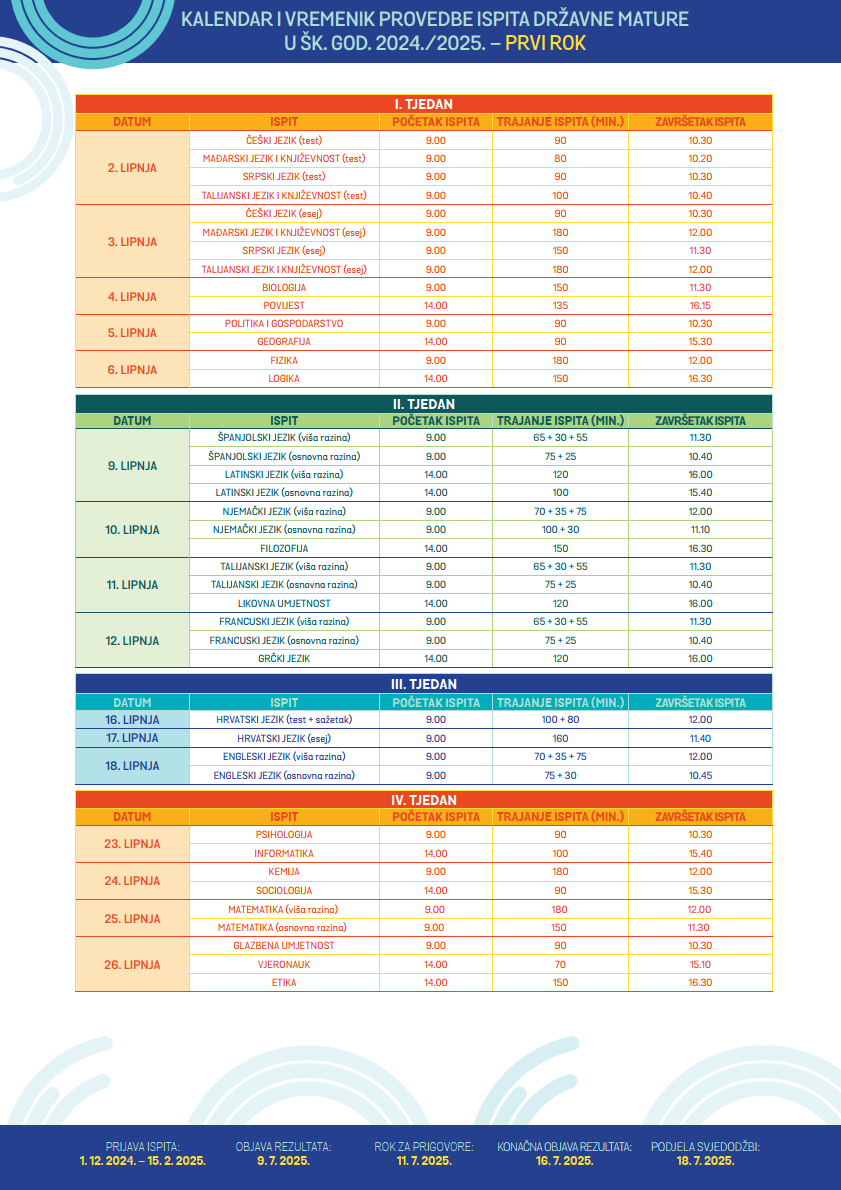 KALENDAR I VREMENIK PROVEDBE ISPITA DRŽAVNE MATURE
U ŠK. GOD. 2024./2025. – PRVI ROK
I. TJEDAN
DATUM ISPIT POČETAK ISPITA TRAJANJE ISPITA (MIN.) ZAVRŠETAK ISPITA
2. LIPNJA
ČEŠKI JEZIK (test) 9.00 90 10.30
MAĐARSKI JEZIK I KNJIŽEVNOST (test) 9.00 80 10.20
SRPSKI JEZIK (test) 9.00 90 10.30
TALIJANSKI JEZIK I KNJIŽEVNOST (test) 9.00 100 10.40
3. LIPNJA
ČEŠKI JEZIK (esej) 9.00 90 10.30
MAĐARSKI JEZIK I KNJIŽEVNOST (esej) 9.00 180 12.00
SRPSKI JEZIK (esej) 9.00 150 11.30
TALIJANSKI JEZIK I KNJIŽEVNOST (esej) 9.00 180 12.00
4. LIPNJA
BIOLOGIJA 9.00 150 11.30
POVIJEST 14.00 135 16.15
5. LIPNJA
POLITIKA I GOSPODARSTVO 9.00 90 10.30
GEOGRAFIJA 14.00 90 15.30
6. LIPNJA
FIZIKA 9.00 180 12.00
LOGIKA 14.00 150 16.30
II. TJEDAN
DATUM ISPIT POČETAK ISPITA TRAJANJE ISPITA (MIN.) ZAVRŠETAK ISPITA
9. LIPNJA
ŠPANJOLSKI JEZIK (viša razina) 9.00 65 + 30 + 55 11.30
ŠPANJOLSKI JEZIK (osnovna razina) 9.00 75 + 25 10.40
LATINSKI JEZIK (viša razina) 14.00 120 16.00
LATINSKI JEZIK (osnovna razina) 14.00 100 15.40
10. LIPNJA
NJEMAČKI JEZIK (viša razina) 9.00 70 + 35 + 75 12.00
NJEMAČKI JEZIK (osnovna razina) 9.00 100 + 30 11.10
FILOZOFIJA 14.00 150 16.30
11. LIPNJA
TALIJANSKI JEZIK (viša razina) 9.00 65 + 30 + 55 11.30
TALIJANSKI JEZIK (osnovna razina) 9.00 75 + 25 10.40
LIKOVNA UMJETNOST 14.00 120 16.00
12. LIPNJA
FRANCUSKI JEZIK (viša razina) 9.00 65 + 30 + 55 11.30
FRANCUSKI JEZIK (osnovna razina) 9.00 75 + 25 10.40
GRČKI JEZIK 14.00 120 16.00
III. TJEDAN
DATUM ISPIT POČETAK ISPITA TRAJANJE ISPITA (MIN.) ZAVRŠETAK ISPITA
16. LIPNJA HRVATSKI JEZIK (test + sažetak) 9.00 100 + 80 12.00
17. LIPNJA HRVATSKI JEZIK (esej) 9.00 160 11.40
18. LIPNJA
ENGLESKI JEZIK (viša razina) 9.00 70 + 35 + 75 12.00
ENGLESKI JEZIK (osnovna razina) 9.00 75 + 30 10.45
IV. TJEDAN
DATUM ISPIT POČETAK ISPITA TRAJANJE ISPITA (MIN.) ZAVRŠETAK ISPITA
23. LIPNJA
PSIHOLOGIJA 9.00 90 10.30
INFORMATIKA 14.00 100 15.40
24. LIPNJA
KEMIJA 9.00 180 12.00
SOCIOLOGIJA 14.00 90 15.30
25. LIPNJA
MATEMATIKA (viša razina) 9.00 180 12.00
MATEMATIKA (osnovna razina) 9.00 150 11.30
26. LIPNJA
GLAZBENA UMJETNOST 9.00 90 10.30
VJERONAUK 14.00 70 15.10
ETIKA 14.00 150 16.30
PRIJAVA ISPITA: OBJAVA REZULTATA: ROK ZA PRIGOVORE: KONAČNA OBJAVA REZULTATA: PODJELA SVJEDODŽBI:
1. 12. 2024. – 15. 2. 2025. 9. 7. 2025. 11. 7. 2025. 16. 7. 2025. 18. 7. 2025.